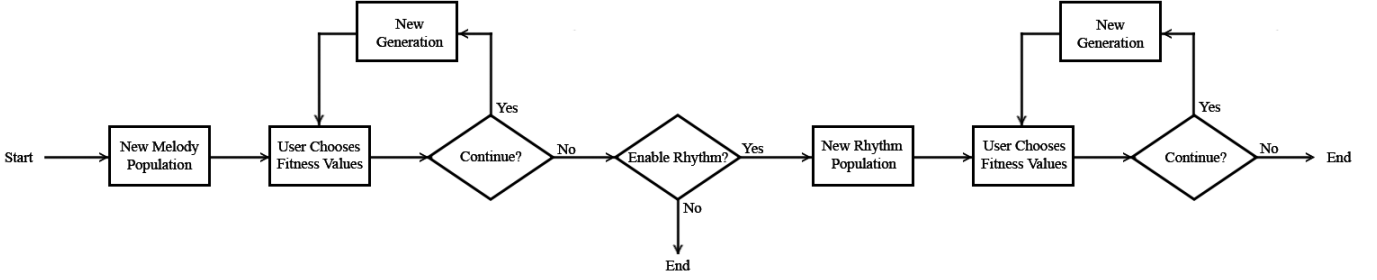 New
Generation
New
Generation
Yes
Yes
Start
New Melody
Population
User Chooses
Fitness Values
Continue?
No
Enable Rhythm?
Yes
New Rhythm
Population
User Chooses
Fitness Values
Continue?
No
End
No
End